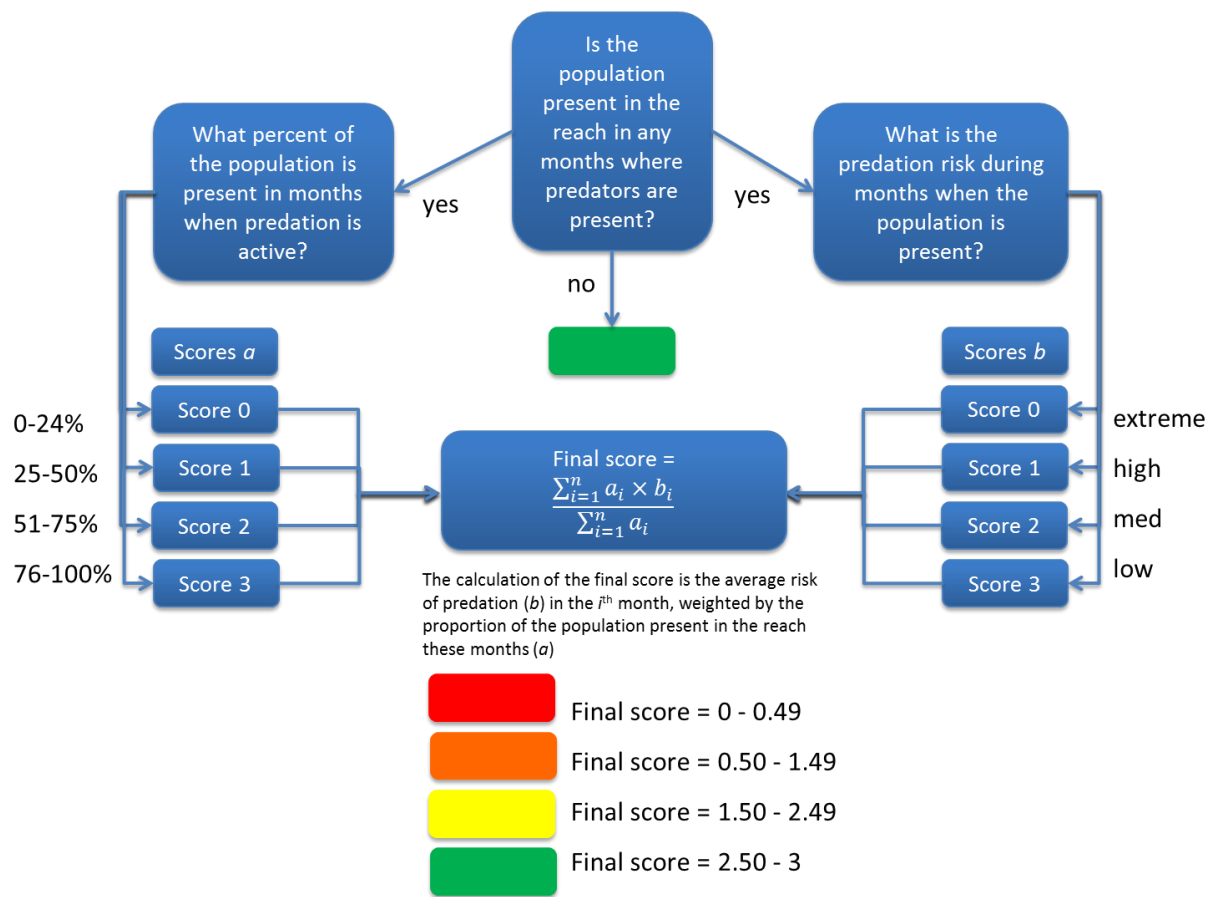 Is the
population
present in the
reach in any
months where
predators are
present?
What percent of
the population is
present in months
when predation is
active?
What is the
predation risk during
months when the
population is
present?
yes
yes
no
Scores a
Score 0
Score 1
Score 2
Score 3
0-24%
25-50%
51-75%
76-100%
Scores b
Score 0
Score 1
Score 2
Score 3
extreme
high
med
low
Final score =
∑ⁿᵢ₌₁ aᵢ × bᵢ
∑ⁿᵢ₌₁ aᵢ
The calculation of the final score is the average risk
of predation (b) in the iᵗʰ month, weighted by the
proportion of the population present in the reach
these months (a)
Final score = 0 - 0.49
Final score = 0.50 - 1.49
Final score = 1.50 - 2.49
Final score = 2.50 - 3